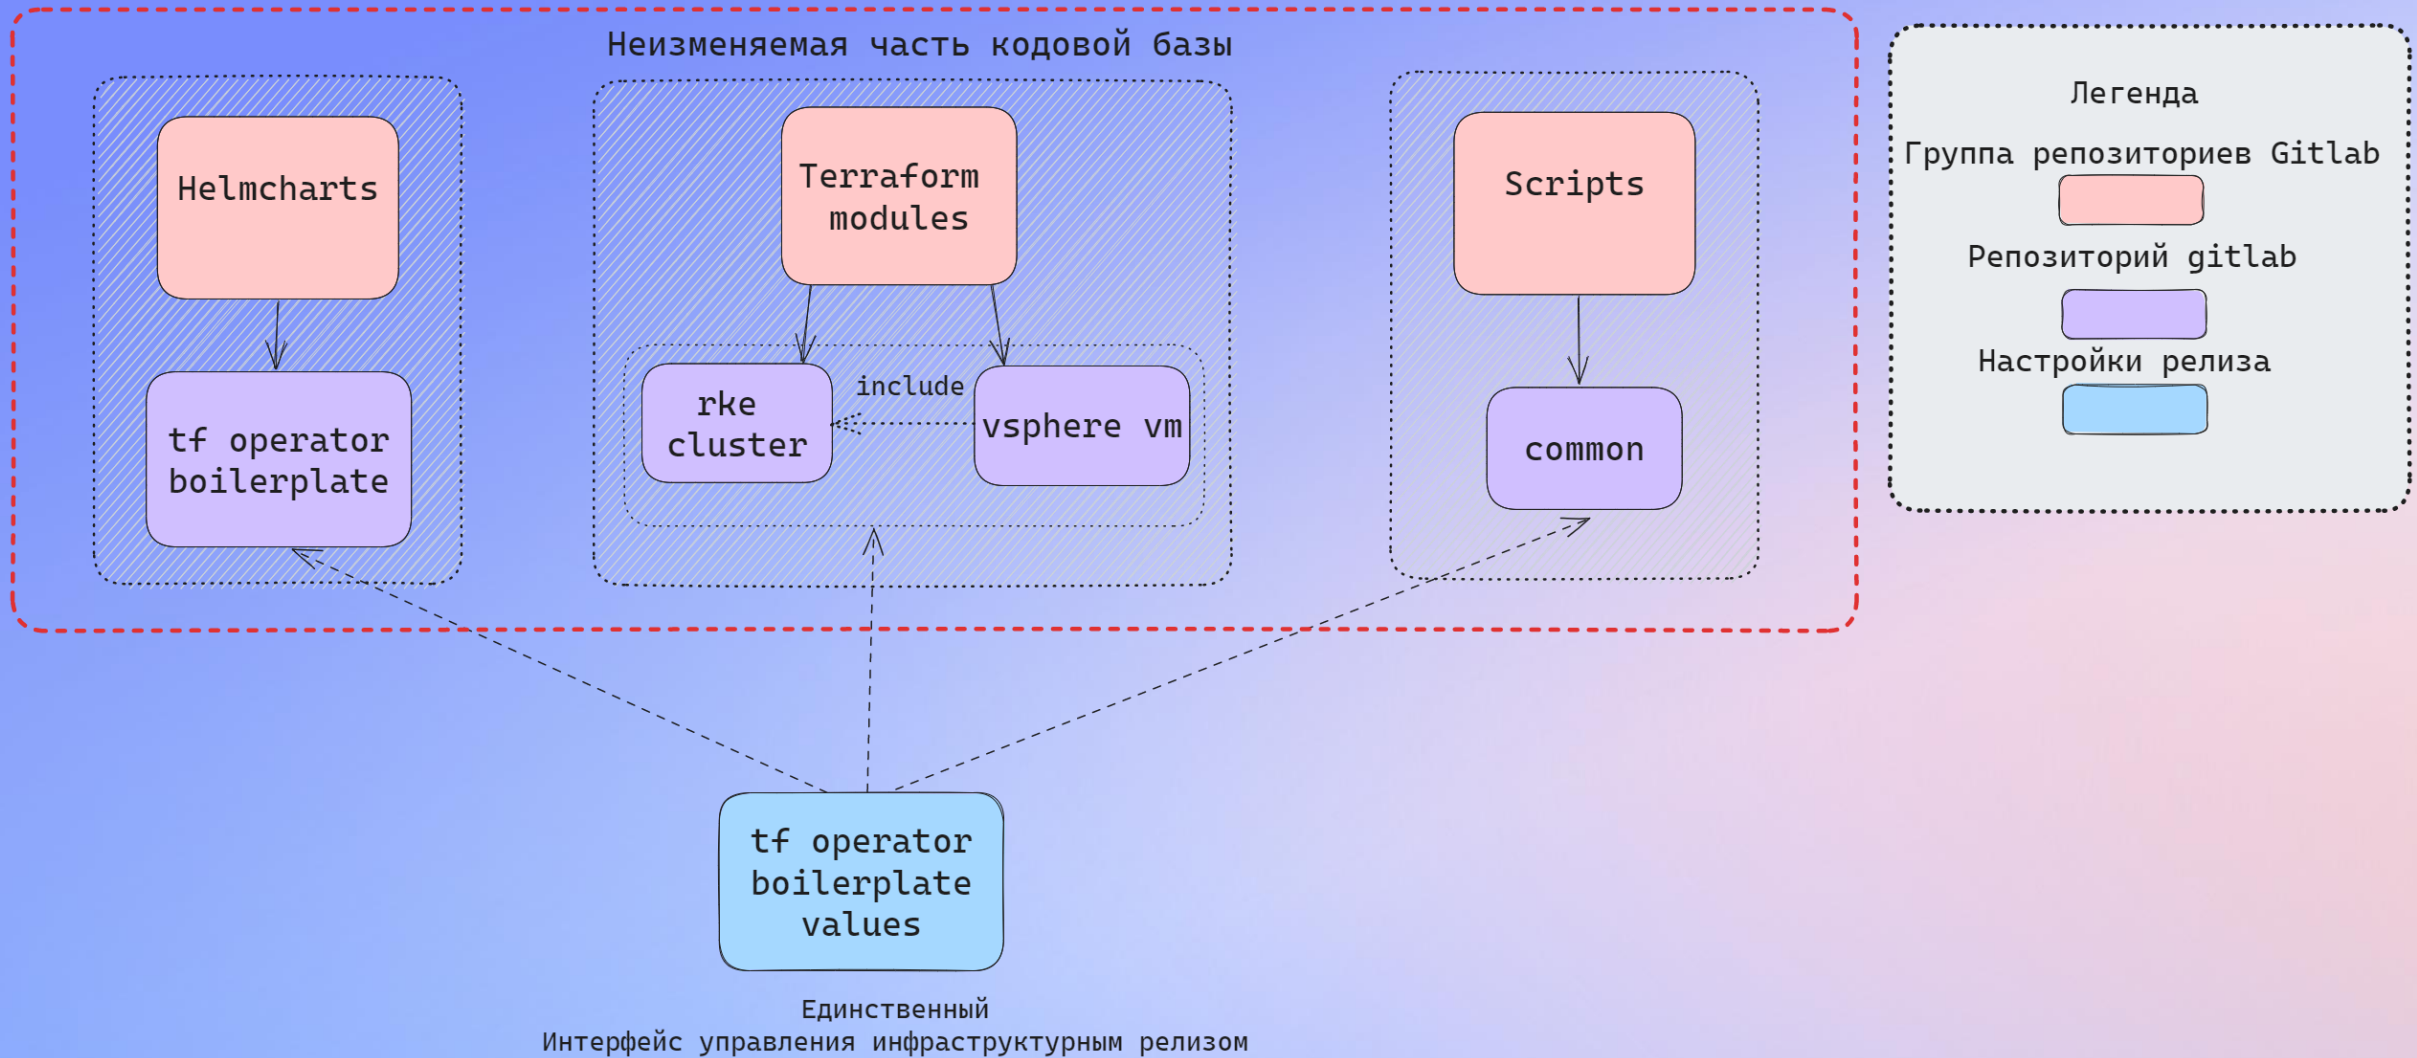 Неизменяемая часть кодовой базы
Helmcharts
tf operator
boilerplate
Terraform
modules
rke
cluster
include
vsphere vm
Scripts
common
Легенда
Группа репозиториев Gitlab
Репозиторий gitlab
Настройки релиза
tf operator
boilerplate
values
Единственный
Интерфейс управления инфраструктурным релизом